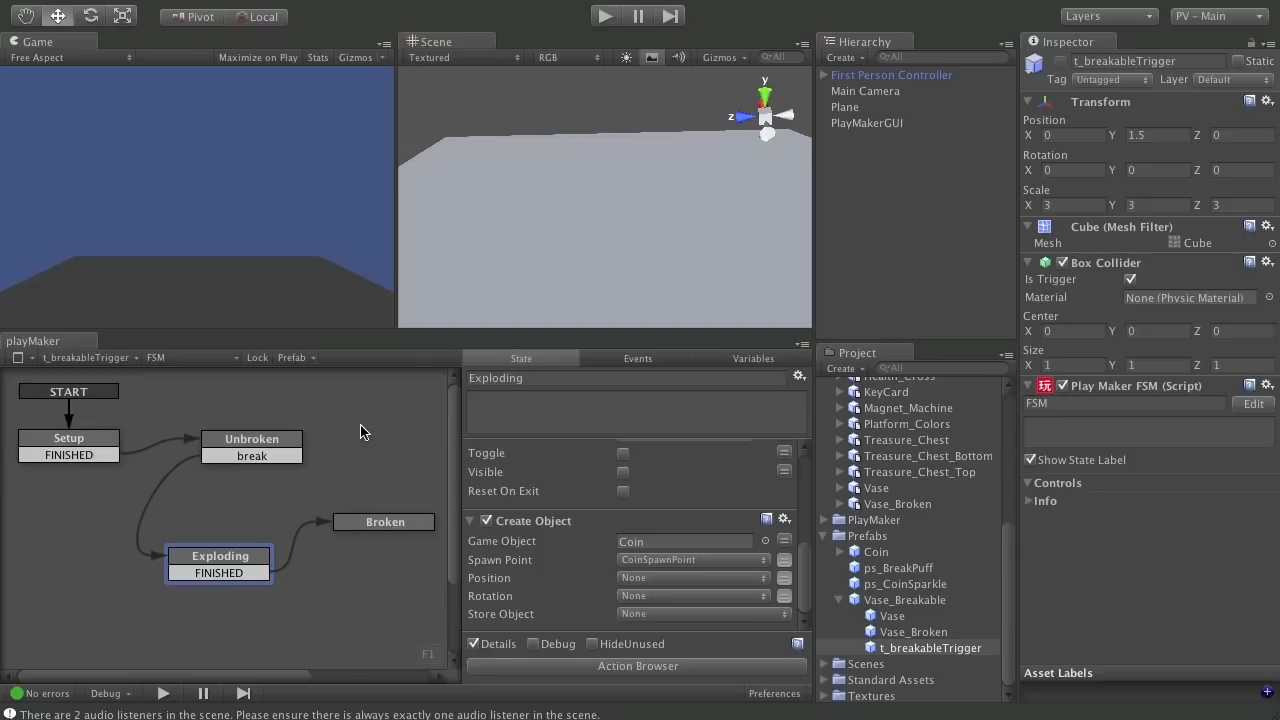 Pivot Local Layers PV - Main
Game Scene Hierarchy Inspector
Free Aspect Maximize on Play Stats Gizmos Textured RGB Gizmos All Create All
t_breakableTrigger Static
Tag Untagged Layer Default
First Person Controller
Main Camera
Plane
PlayMakerGUI
y
z
Transform
Position
X 0 Y 1.5 Z 0
Rotation
X 0 Y 0 Z 0
Scale
X 3 Y 3 Z 3
Cube (Mesh Filter)
Mesh Cube
Box Collider
Is Trigger
Material None (Physic Material)
Center
X 0 Y 0 Z 0
Size
X 1 Y 1 Z 1
玩 Play Maker FSM (Script)
FSM Edit
Show State Label
Controls
Info
Asset Labels
playMaker
t_breakableTrigger FSM Lock Prefab State Events Variables
START
Setup
FINISHED
Unbroken
break
Broken
Exploding
FINISHED
F1
Exploding
Toggle
Visible
Reset On Exit
Create Object
Game Object Coin
Spawn Point CoinSpawnPoint
Position None
Rotation None
Store Object None
Details Debug HideUnused
Action Browser
No errors Debug Preferences
Project
Create All
Health_Cross
KeyCard
Magnet_Machine
Platform_Colors
Treasure_Chest
Treasure_Chest_Bottom
Treasure_Chest_Top
Vase
Vase_Broken
PlayMaker
Prefabs
Coin
ps_BreakPuff
ps_CoinSparkle
Vase_Breakable
Vase
Vase_Broken
t_breakableTrigger
Scenes
Standard Assets
Textures
There are 2 audio listeners in the scene. Please ensure there is always exactly one audio listener in the scene.